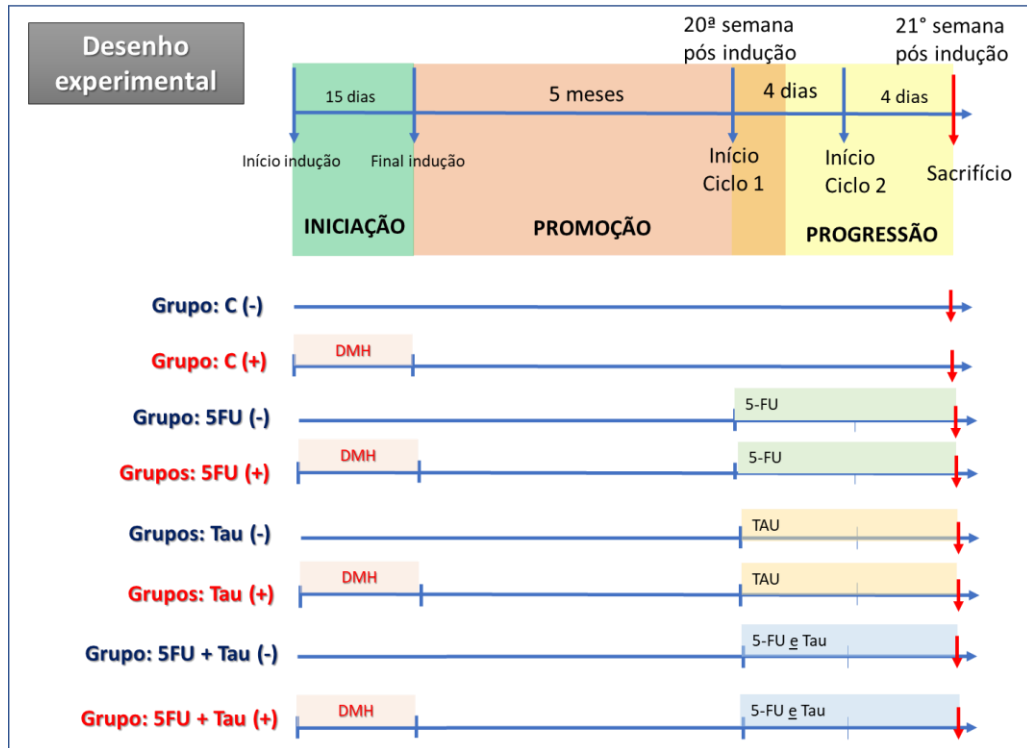 Desenho
experimental
20ª semana
pós indução
21° semana
pós indução
15 dias
5 meses
4 dias
4 dias
Início indução
Final indução
Início
Ciclo 1
Início
Ciclo 2
Sacrifício
INICIAÇÃO
PROMOÇÃO
PROGRESSÃO
Grupo: C (-)
Grupo: C (+)
DMH
Grupo: 5FU (-)
5-FU
Grupos: 5FU (+)
DMH
5-FU
Grupos: Tau (-)
TAU
Grupos: Tau (+)
DMH
TAU
Grupo: 5FU + Tau (-)
5-FU e Tau
Grupo: 5FU + Tau (+)
DMH
5-FU e Tau